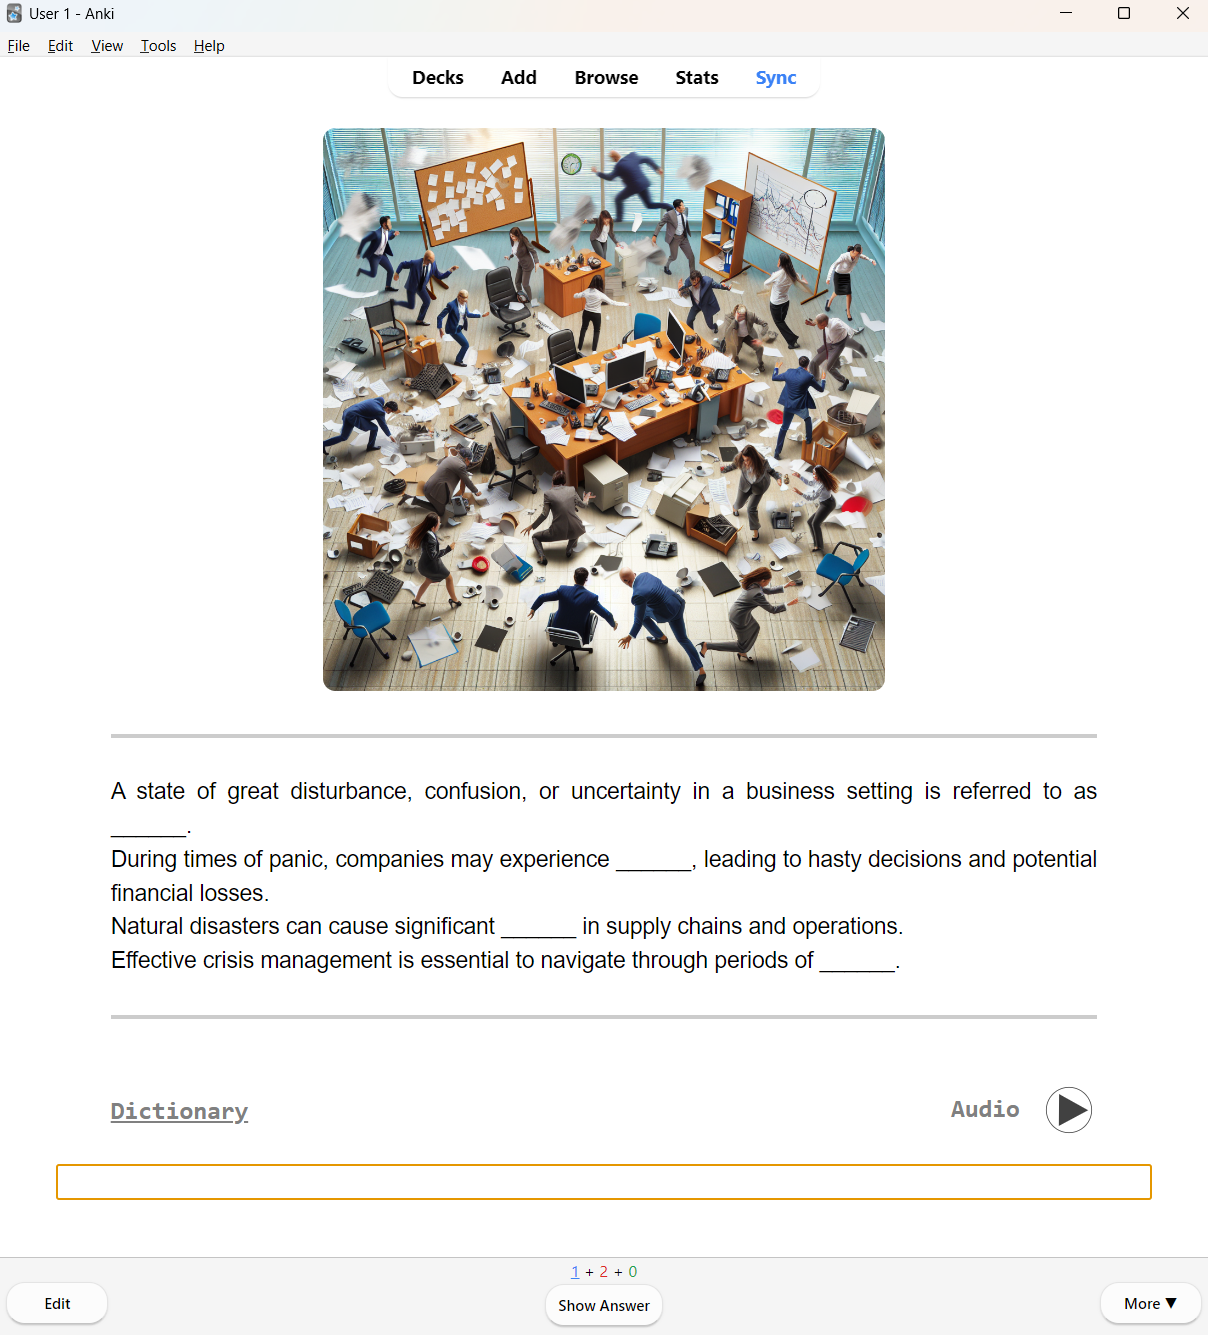 User 1 - Anki
File Edit View Tools Help
Decks Add Browse Stats Sync
A state of great disturbance, confusion, or uncertainty in a business setting is referred to as
______.
During times of panic, companies may experience ______, leading to hasty decisions and potential
financial losses.
Natural disasters can cause significant ______ in supply chains and operations.
Effective crisis management is essential to navigate through periods of ______.
Dictionary Audio
1 + 2 + 0
Edit Show Answer More ▼